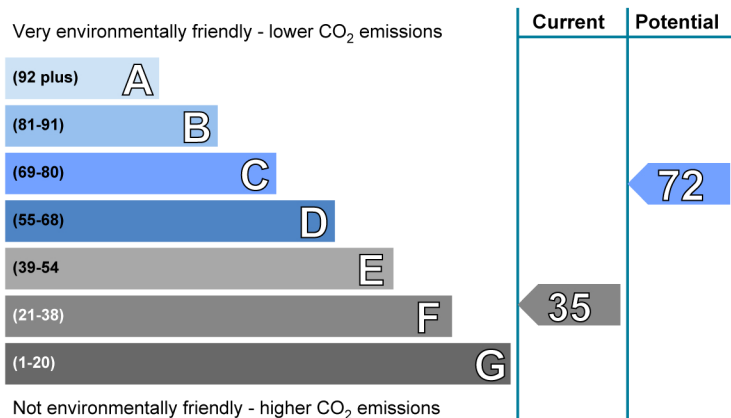 Current Potential
Very environmentally friendly - lower CO₂ emissions
(92 plus) A
(81-91) B
(69-80) C
72
(55-68) D
(39-54 E
(21-38) F
35
(1-20) G
Not environmentally friendly - higher CO₂ emissions